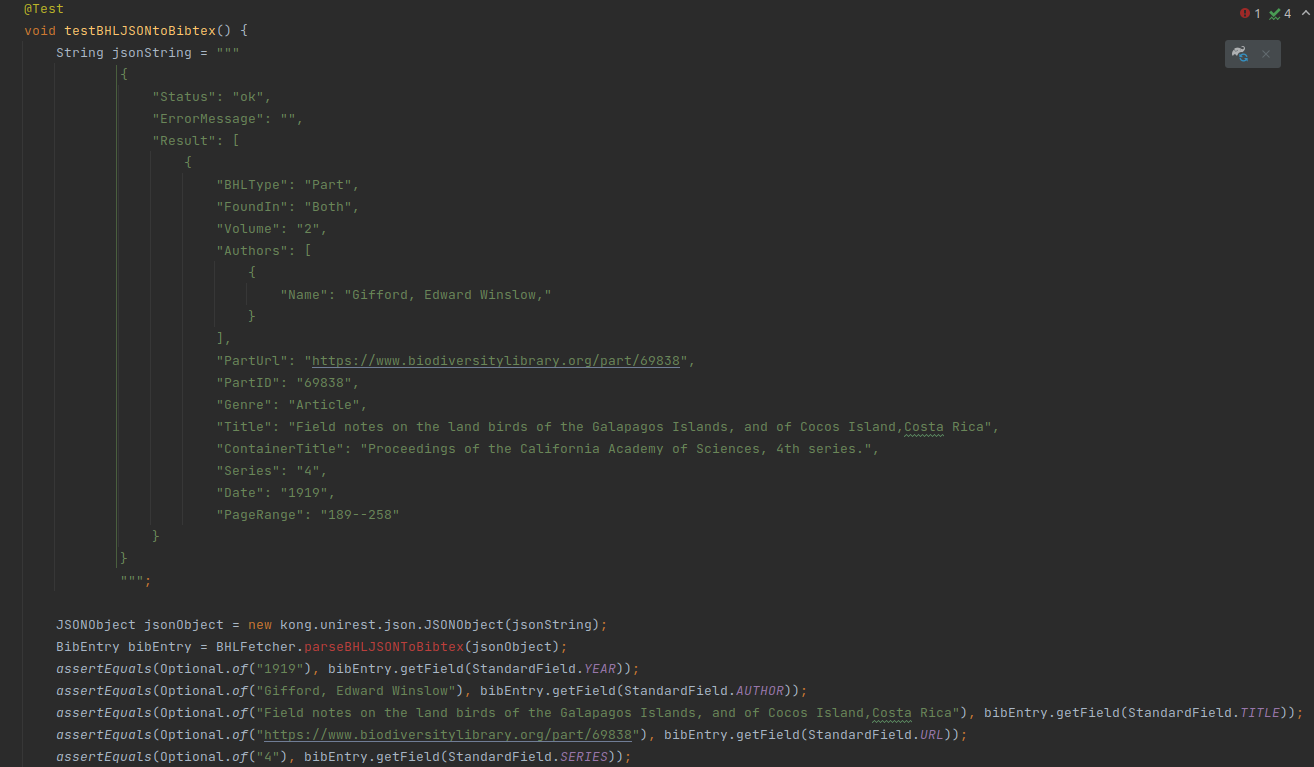 @Test
1 4
void testBHLJSONtoBibtex() {
    String jsonString = """
            {
                "Status": "ok",
                "ErrorMessage": "",
                "Result": [
                    {
                        "BHLType": "Part",
                        "FoundIn": "Both",
                        "Volume": "2",
                        "Authors": [
                            {
                                "Name": "Gifford, Edward Winslow,"
                            }
                        ],
                        "PartUrl": "https://www.biodiversitylibrary.org/part/69838",
                        "PartID": "69838",
                        "Genre": "Article",
                        "Title": "Field notes on the land birds of the Galapagos Islands, and of Cocos Island,Costa Rica",
                        "ContainerTitle": "Proceedings of the California Academy of Sciences, 4th series.",
                        "Series": "4",
                        "Date": "1919",
                        "PageRange": "189--258"
                }
            }
            """;
    JSONObject jsonObject = new kong.unirest.json.JSONObject(jsonString);
    BibEntry bibEntry = BHLFetcher.parseBHLJSONToBibtex(jsonObject);
    assertEquals(Optional.of("1919"), bibEntry.getField(StandardField.YEAR));
    assertEquals(Optional.of("Gifford, Edward Winslow"), bibEntry.getField(StandardField.AUTHOR));
    assertEquals(Optional.of("Field notes on the land birds of the Galapagos Islands, and of Cocos Island,Costa Rica"), bibEntry.getField(StandardField.TITLE));
    assertEquals(Optional.of("https://www.biodiversitylibrary.org/part/69838"), bibEntry.getField(StandardField.URL));
    assertEquals(Optional.of("4"), bibEntry.getField(StandardField.SERIES));